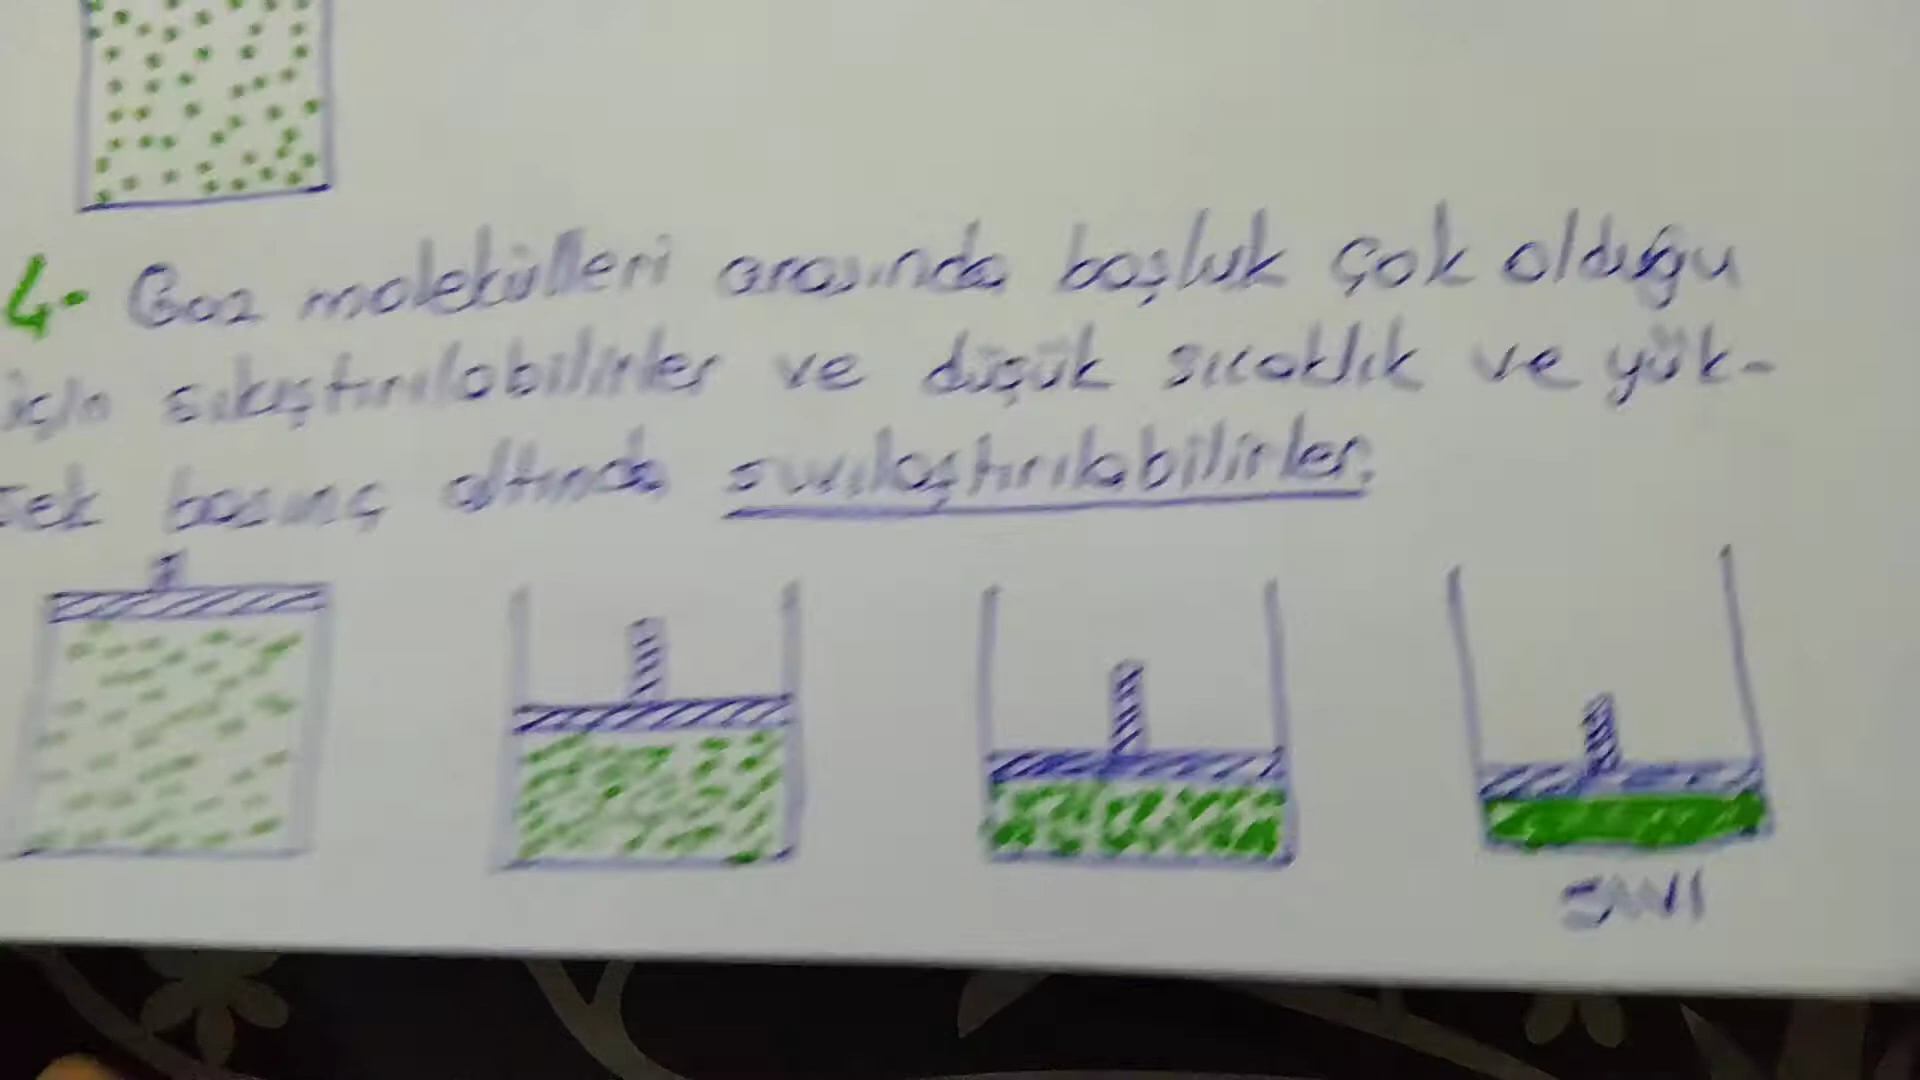 4- Gaz molekülleri arasında boşluk çok olduğu
için sıkıştırılabilirler ve düşük sıcaklık ve yük-
sek basınç altında sıvılaştırılabilirler.
SIVI